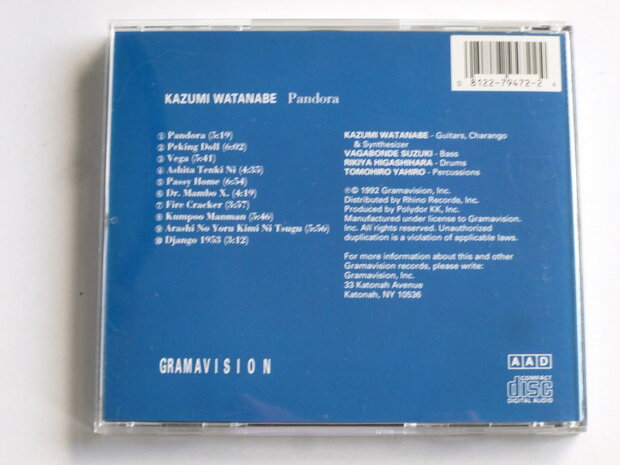 0 8122-79472-2 4
KAZUMI WATANABE Pandora
① Pandora (5:19)
② Peking Doll (6:02)
③ Vega (5:41)
④ Ashita Tenki Ni (4:35)
⑤ Passy Home (6:54)
⑥ Dr. Mambo X. (4:19)
⑦ Fire Cracker (3:57)
⑧ Kumpoo Manman (5:46)
⑨ Arashi No Yoru Kimi Ni Tsugu (5:56)
⑩ Django 1953 (3:12)
KAZUMI WATANABE - Guitars, Charango
& Synthesizer
VAGABONDE SUZUKI - Bass
RIKIYA HIGASHIHARA - Drums
TOMOHIRO YAHIRO - Percussions
℗© 1992 Gramavision, Inc.
Distributed by Rhino Records, Inc.
Produced by Polydor KK, Inc.
Manufactured under license to Gramavision,
Inc. All rights reserved. Unauthorized
duplication is a violation of applicable laws.
For more information about this and other
Gramavision records, please write:
Gramavision, Inc.
33 Katonah Avenue
Katonah, NY 10536
GRAMAVISION
AAD
COMPACT
disc
DIGITAL AUDIO